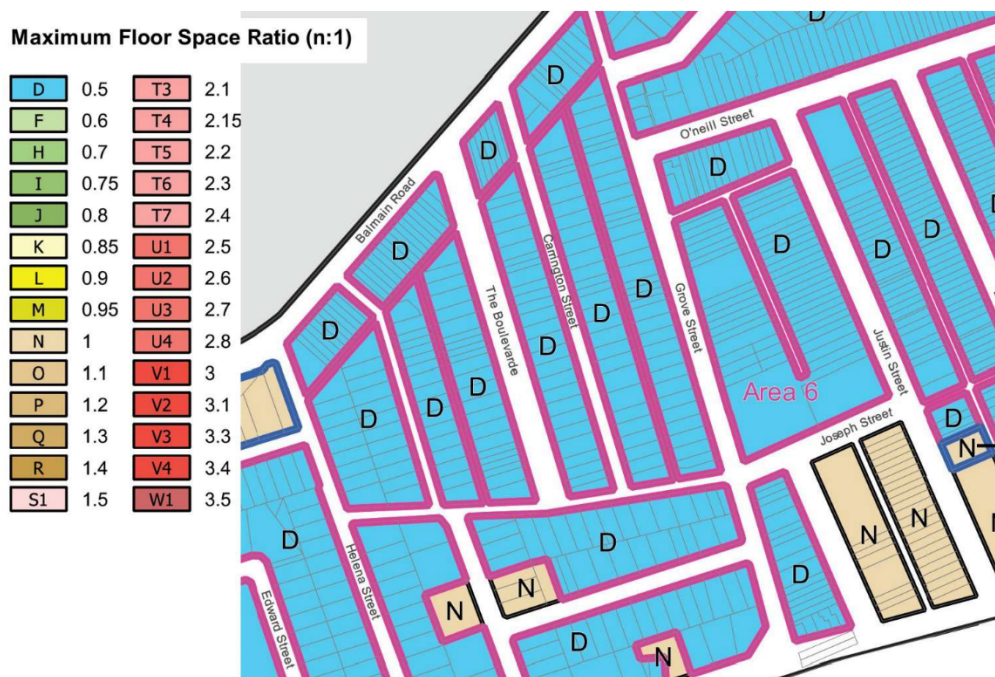 Maximum Floor Space Ratio (n:1)
D 0.5 T3 2.1
F 0.6 T4 2.15
H 0.7 T5 2.2
I 0.75 T6 2.3
J 0.8 T7 2.4
K 0.85 U1 2.5
L 0.9 U2 2.6
M 0.95 U3 2.7
N 1 U4 2.8
O 1.1 V1 3
P 1.2 V2 3.1
Q 1.3 V3 3.3
R 1.4 V4 3.4
S1 1.5 W1 3.5
D
D
O'neill Street
D
D
Balmain Road
D
D
D
D
Carrington Street
D
D
D
The Boulevarde
Grove Street
D
D
D
D
D
Justin Street
Area 6
Joseph Street
D
N
D
D
N
N
D
Helena Street
D
N
N
Edward Street
D
N